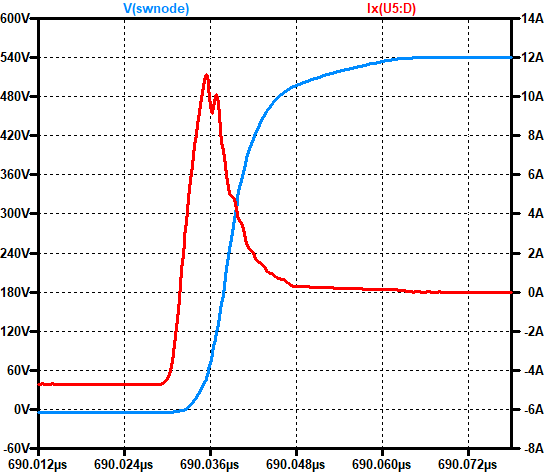 V(swnode) Ix(U5:D)
600V 14A
540V 12A
480V 10A
420V 8A
360V 6A
300V 4A
240V 2A
180V 0A
120V -2A
60V -4A
0V -6A
-60V -8A
690.012µs 690.024µs 690.036µs 690.048µs 690.060µs 690.072µs